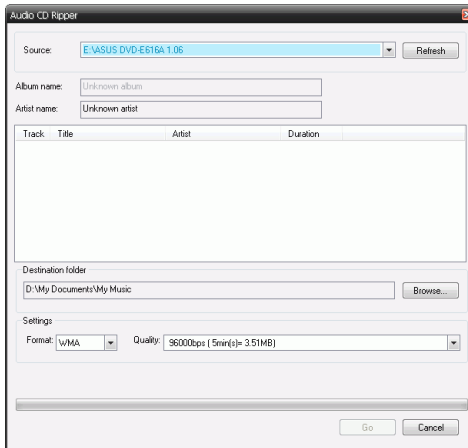 Audio CD Ripper
Source: E:\ASUS DVD-E616A 1.06 Refresh
Album name: Unknown album
Artist name: Unknown artist
Track Title Artist Duration
Destination folder
D:\My Documents\My Music Browse...
Settings
Format: WMA Quality: 96000bps ( 5min(s)= 3.51MB)
Go Cancel